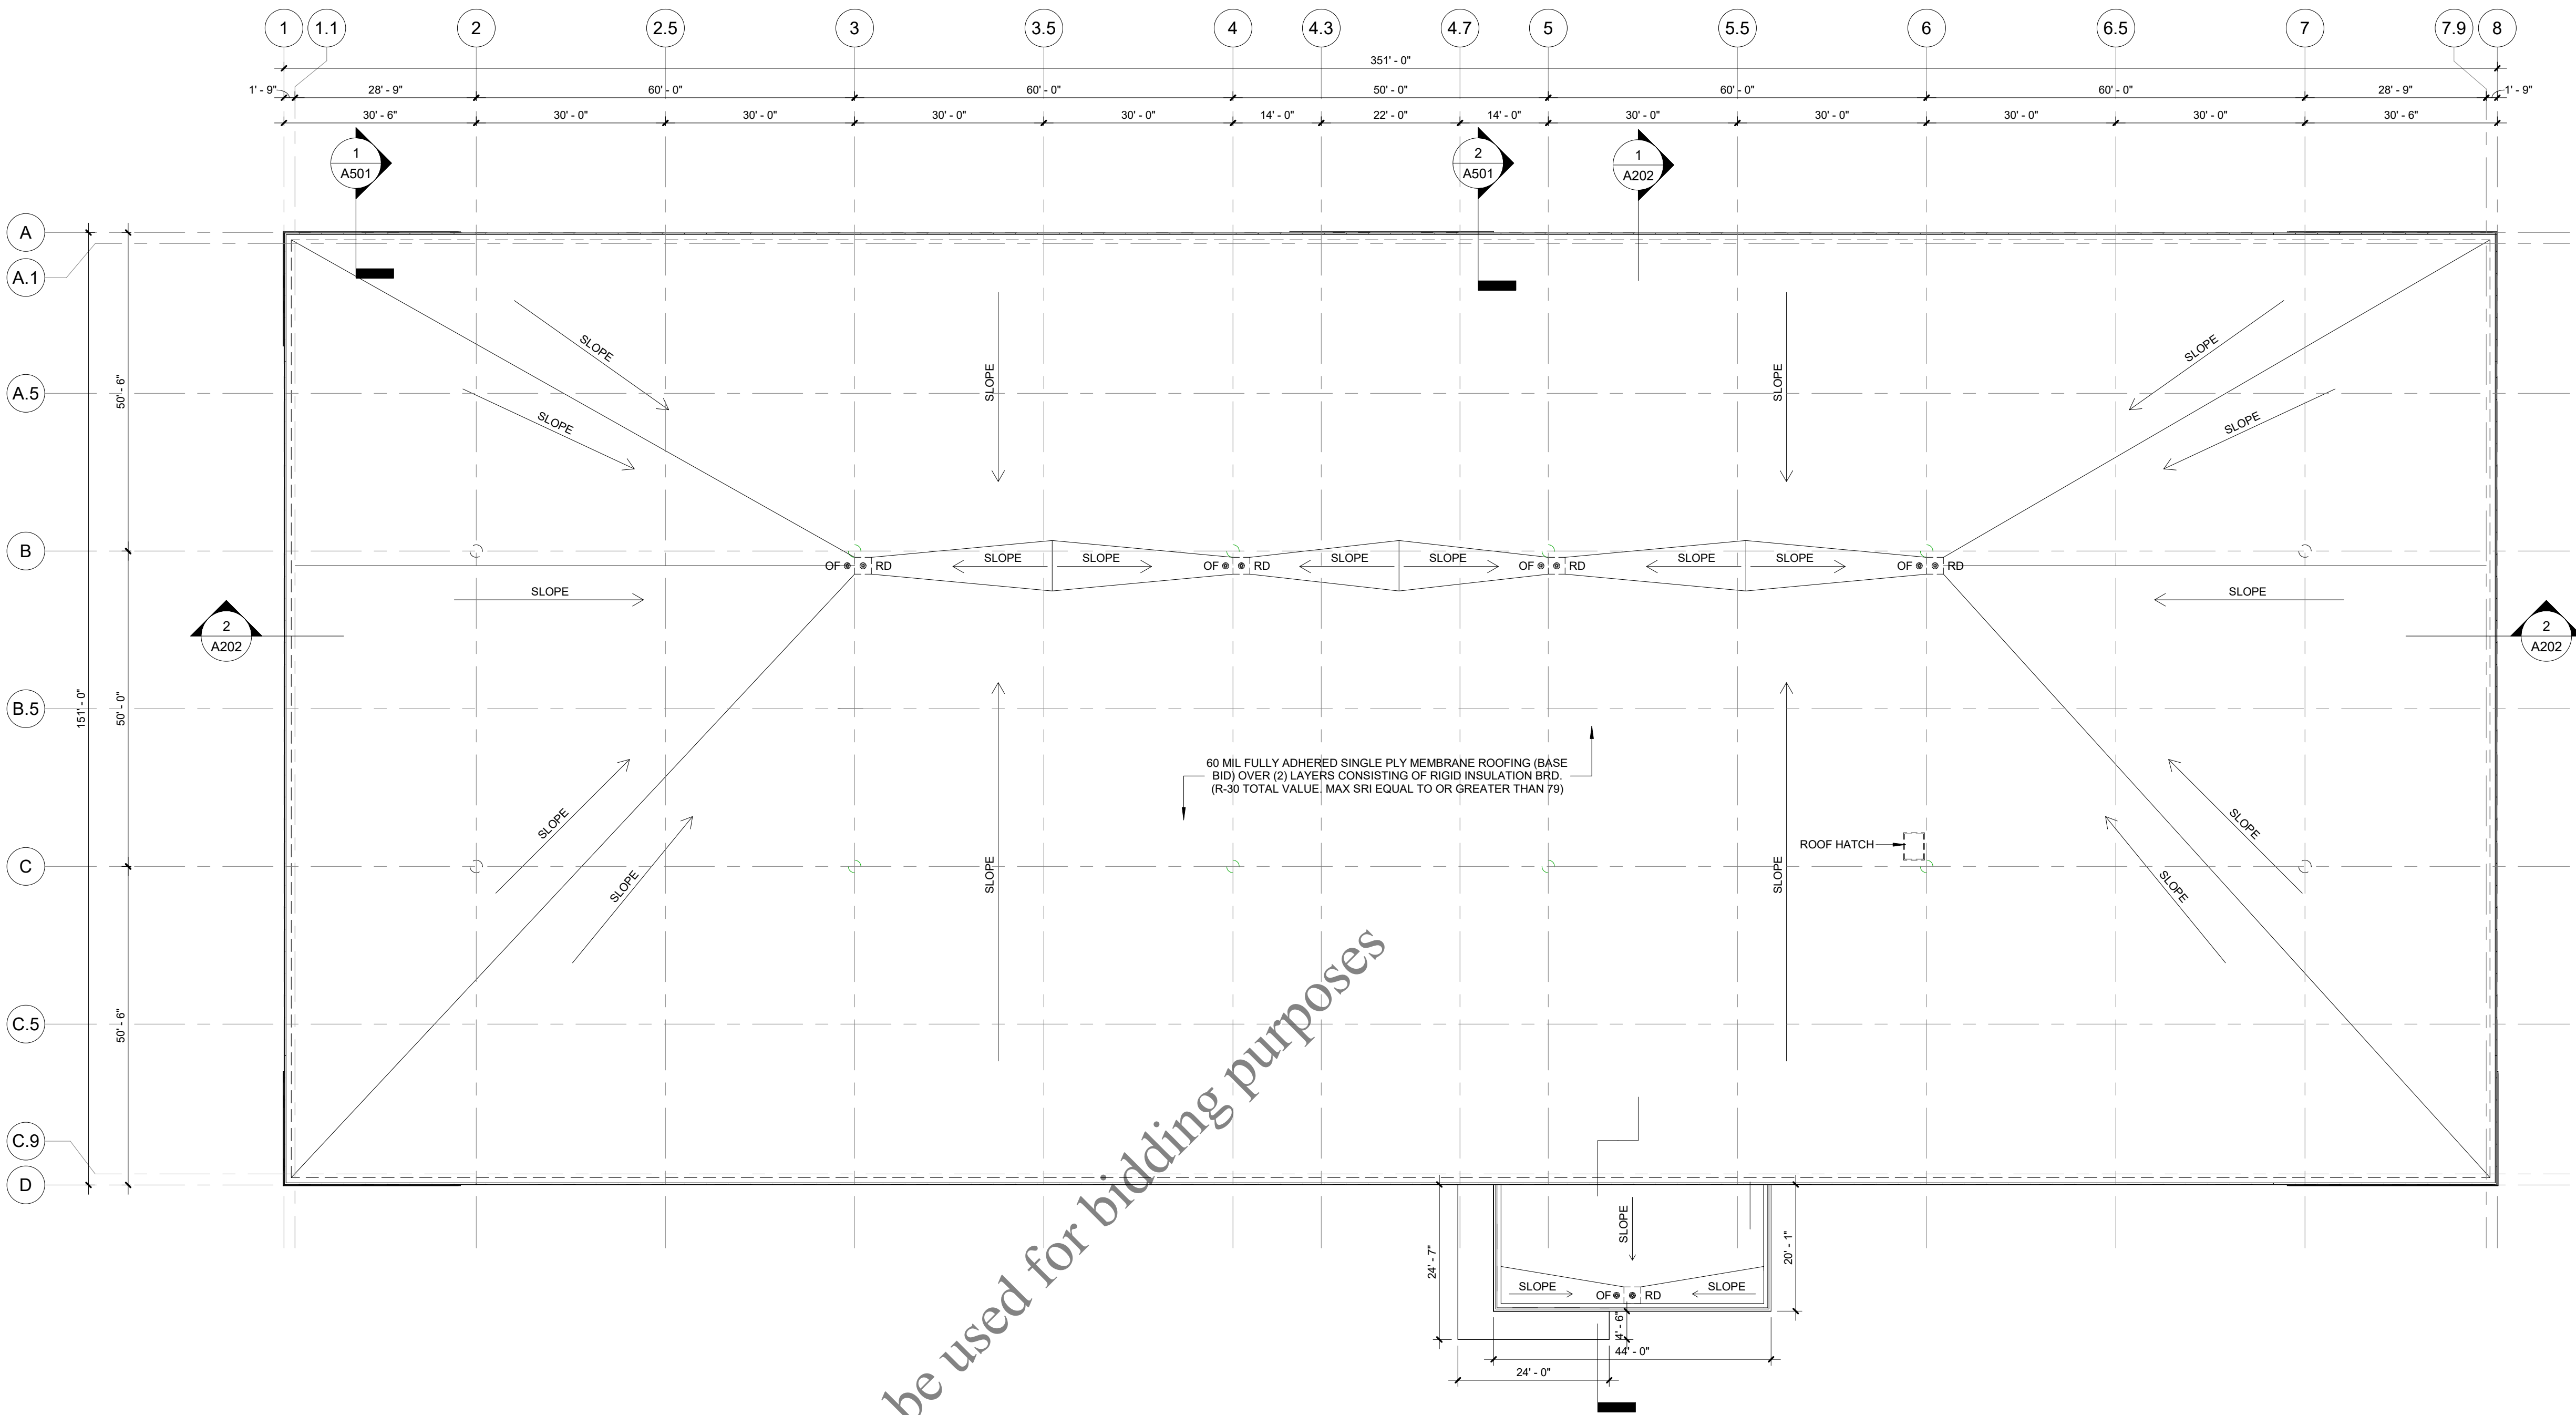 1 1.1 2 2.5 3 3.5 4 4.3 4.7 5 5.5 6 6.5 7 7.9 8
351' - 0"
1' - 9" 28' - 9" 60' - 0" 60' - 0" 50' - 0" 60' - 0" 60' - 0" 28' - 9" 1' - 9"
30' - 6" 30' - 0" 30' - 0" 30' - 0" 30' - 0" 14' - 0" 22' - 0" 14' - 0" 30' - 0" 30' - 0" 30' - 0" 30' - 0" 30' - 6"
1
A501
2
A501
1
A202
A
A.1
A.5
B
B.5
C
C.5
C.9
D
151' - 0"
50' - 6"
50' - 0"
50' - 6"
SLOPE
SLOPE
SLOPE
SLOPE
SLOPE
SLOPE
OF RD SLOPE SLOPE OF RD SLOPE SLOPE OF RD SLOPE SLOPE OF RD
SLOPE
SLOPE
2
A202
2
A202
60 MIL FULLY ADHERED SINGLE PLY MEMBRANE ROOFING (BASE
BID) OVER (2) LAYERS CONSISTING OF RIGID INSULATION BRD.
(R-30 TOTAL VALUE. MAX SRI EQUAL TO OR GREATER THAN 79)
ROOF HATCH
SLOPE
SLOPE
SLOPE
SLOPE
SLOPE
SLOPE
be used for bidding purposes
SLOPE
24' - 7"
20' - 1"
SLOPE OF RD SLOPE
4' - 6"
44' - 0"
24' - 0"